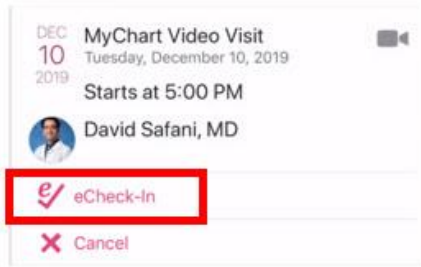 DEC
10
2019
MyChart Video Visit
Tuesday, December 10, 2019
Starts at 5:00 PM
David Safani, MD
eCheck-In
Cancel